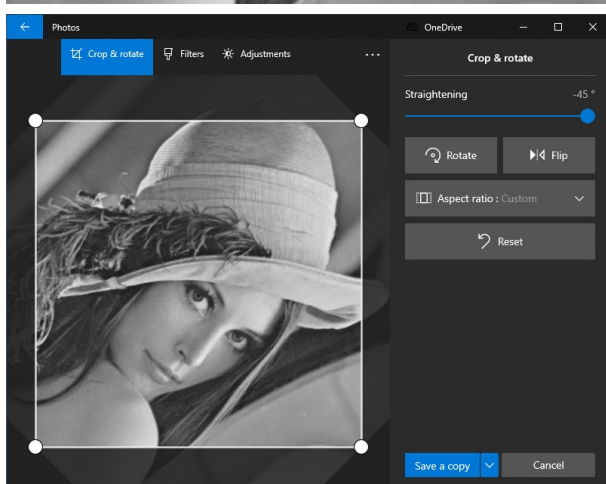 Photos
OneDrive
Crop & rotate
Filters
Adjustments
Crop & rotate
Straightening
-45 °
Rotate
Flip
Aspect ratio : Custom
Reset
Save a copy
Cancel